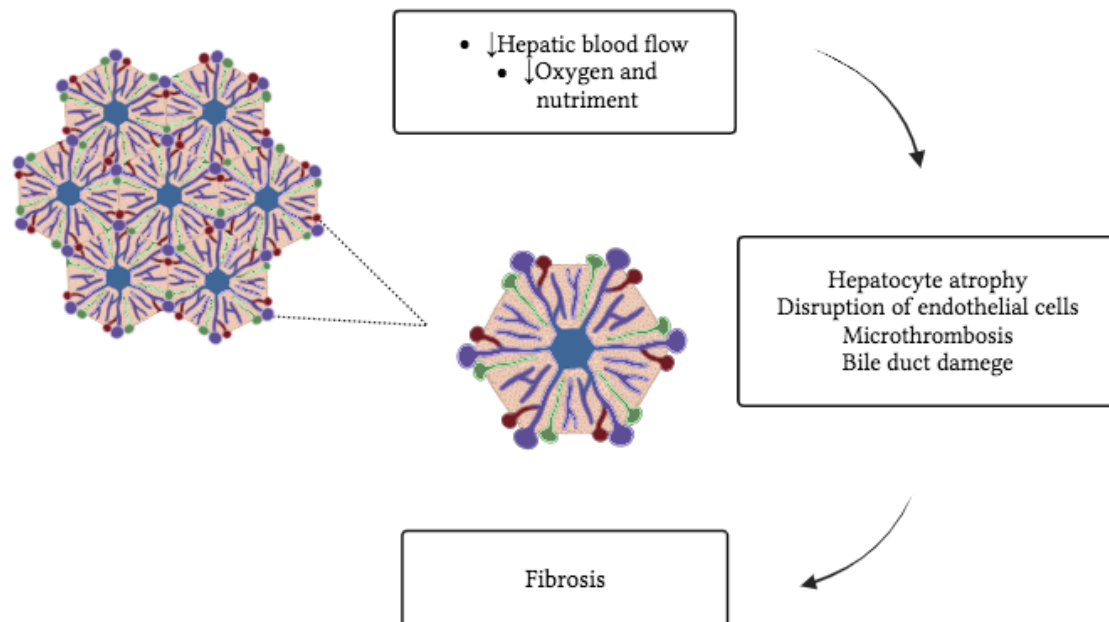 • ↓Hepatic blood flow
• ↓Oxygen and
nutriment
Hepatocyte atrophy
Disruption of endothelial cells
Microthrombosis
Bile duct damege
Fibrosis